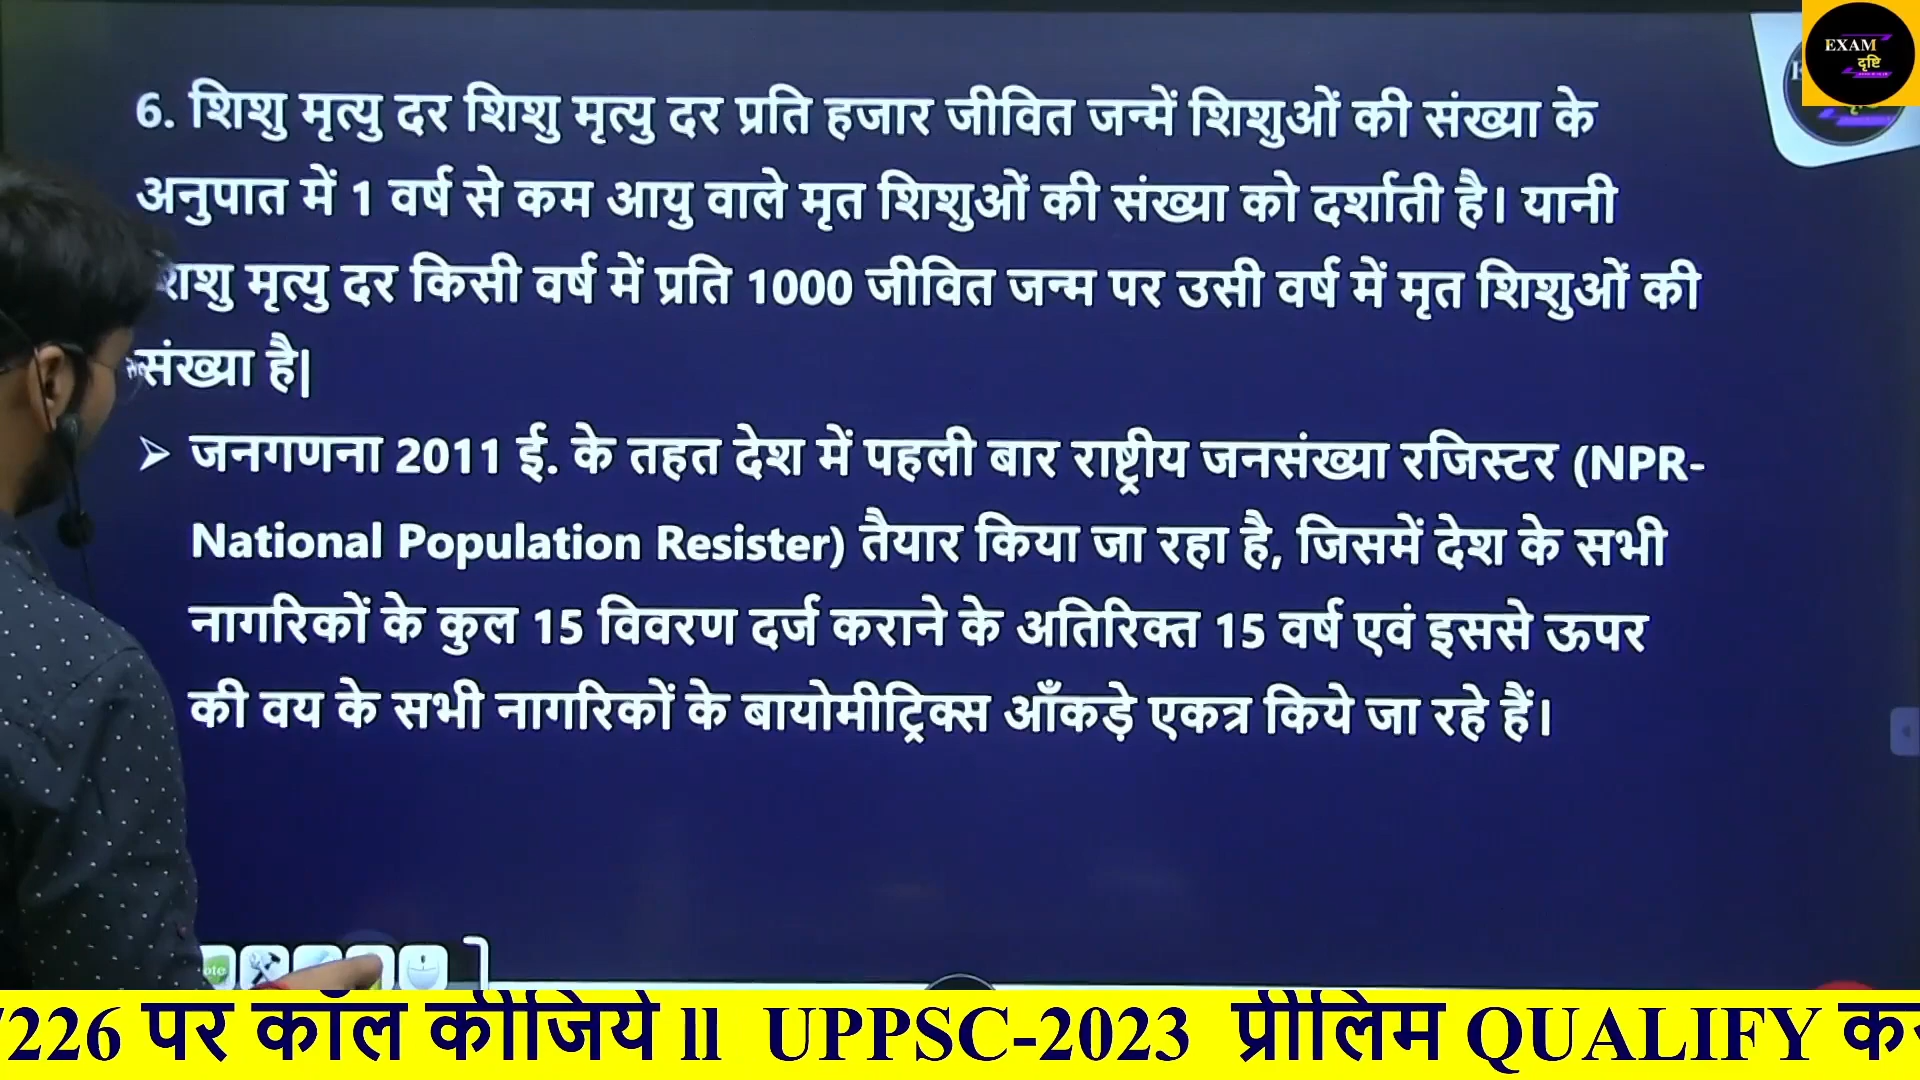 EXAM
दृष्टि
6. शिशु मृत्यु दर शिशु मृत्यु दर प्रति हजार जीवित जन्में शिशुओं की संख्या के
अनुपात में 1 वर्ष से कम आयु वाले मृत शिशुओं की संख्या को दर्शाती है। यानी
मृत्यु दर किसी वर्ष में प्रति 1000 जीवित जन्म पर उसी वर्ष में मृत शिशुओं की
संख्या है|
➢ जनगणना 2011 ई. के तहत देश में पहली बार राष्ट्रीय जनसंख्या रजिस्टर (NPR-
National Population Resister) तैयार किया जा रहा है, जिसमें देश के सभी
नागरिकों के कुल 15 विवरण दर्ज कराने के अतिरिक्त 15 वर्ष एवं इससे ऊपर
की वय के सभी नागरिकों के बायोमीट्रिक्स आँकड़े एकत्र किये जा रहे हैं।
226 पर कॉल कीजिये ll UPPSC-2023 प्रीलिम QUALIFY